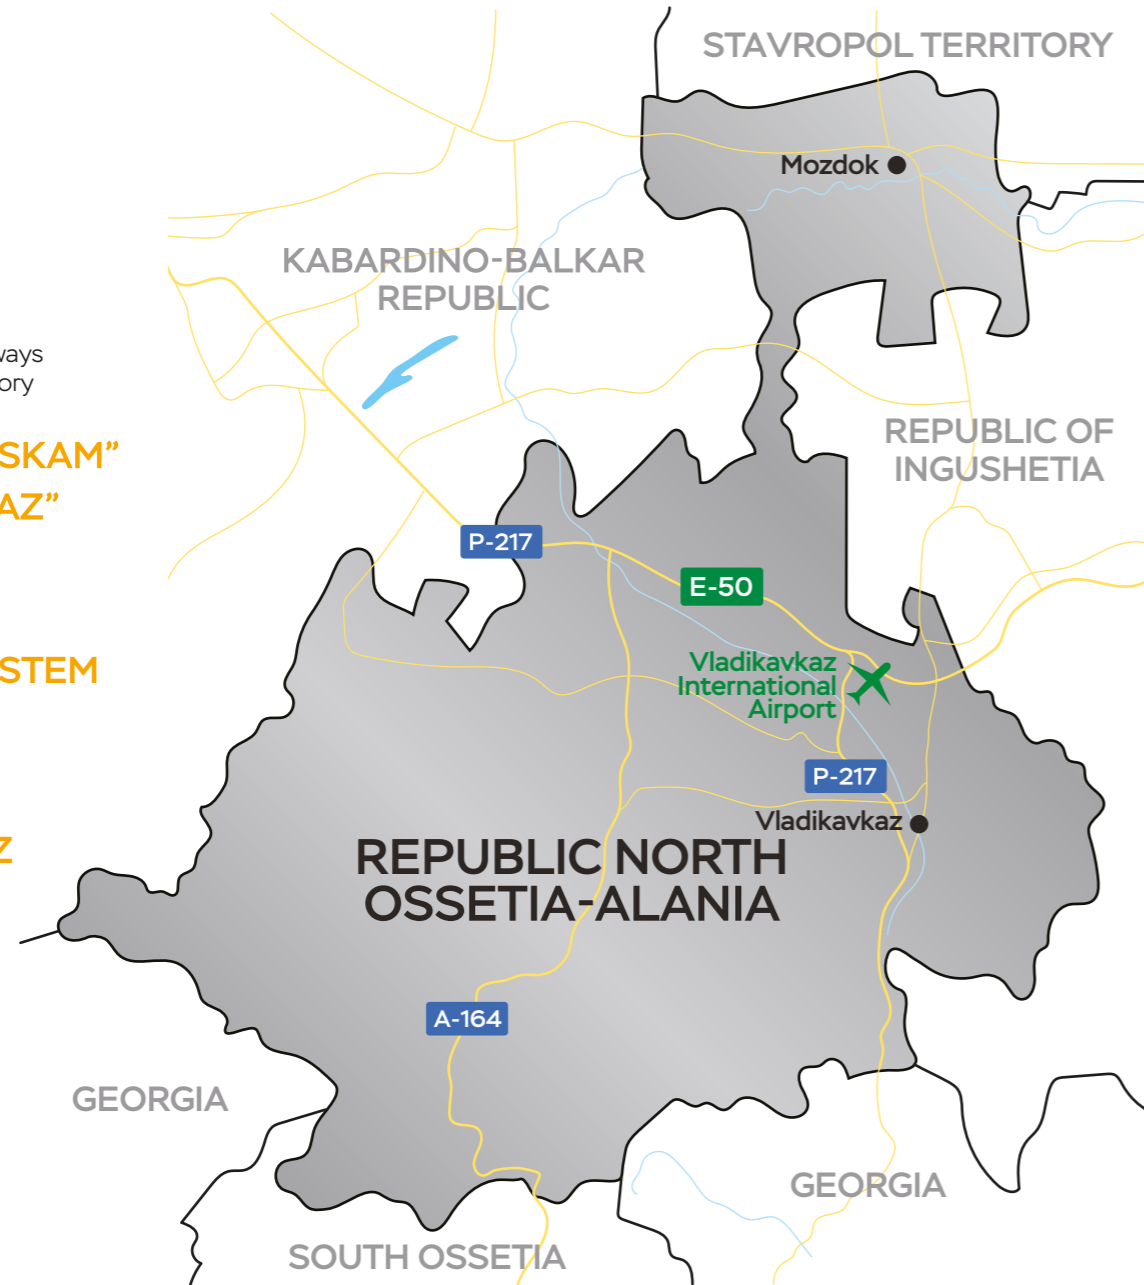 STAVROPOL TERRITORY
Mozdok
KABARDINO-BALKAR
REPUBLIC
ways
ory
SKAM”
AZ”
REPUBLIC OF
INGUSHETIA
P-217
E-50
Vladikavkaz
International
Airport
STEM
P-217
Vladikavkaz
Z
REPUBLIC NORTH
OSSETIA-ALANIA
A-164
GEORGIA
GEORGIA
SOUTH OSSETIA